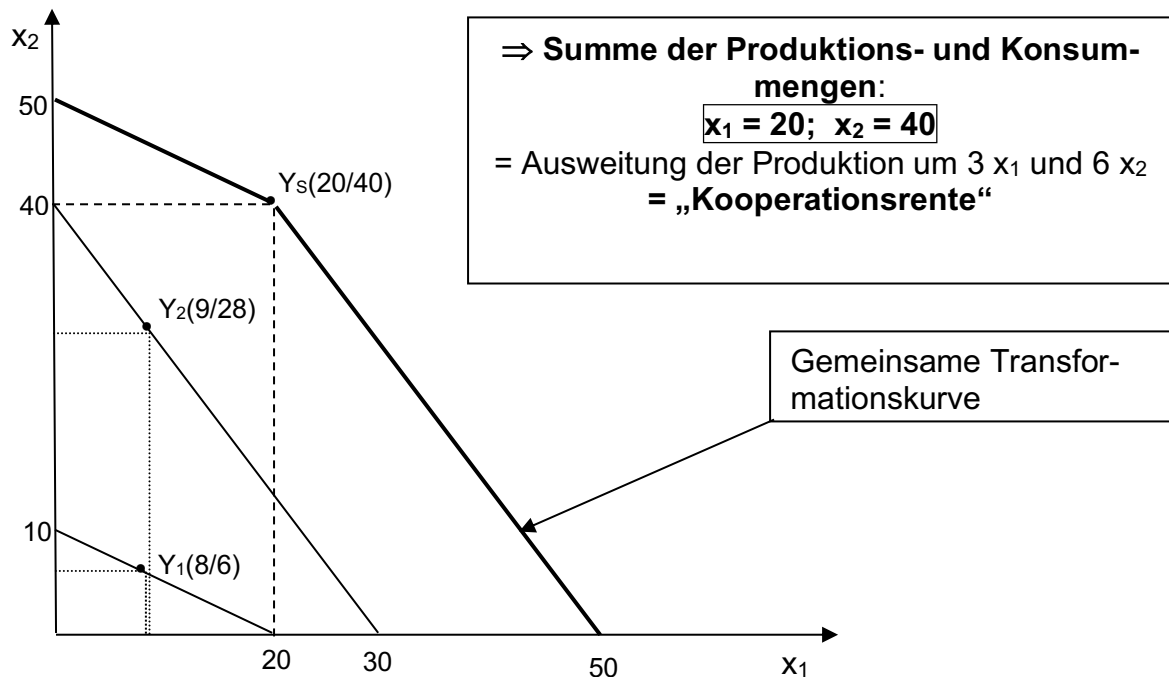 x₂
⇒ Summe der Produktions- und Konsum-
mengen:
x₁ = 20; x₂ = 40
= Ausweitung der Produktion um 3 x₁ und 6 x₂
= „Kooperationsrente“
50
Y_S(20/40)
40
Y₂(9/28)
Gemeinsame Transfor-
mationskurve
10
Y₁(8/6)
20
30
50
x₁